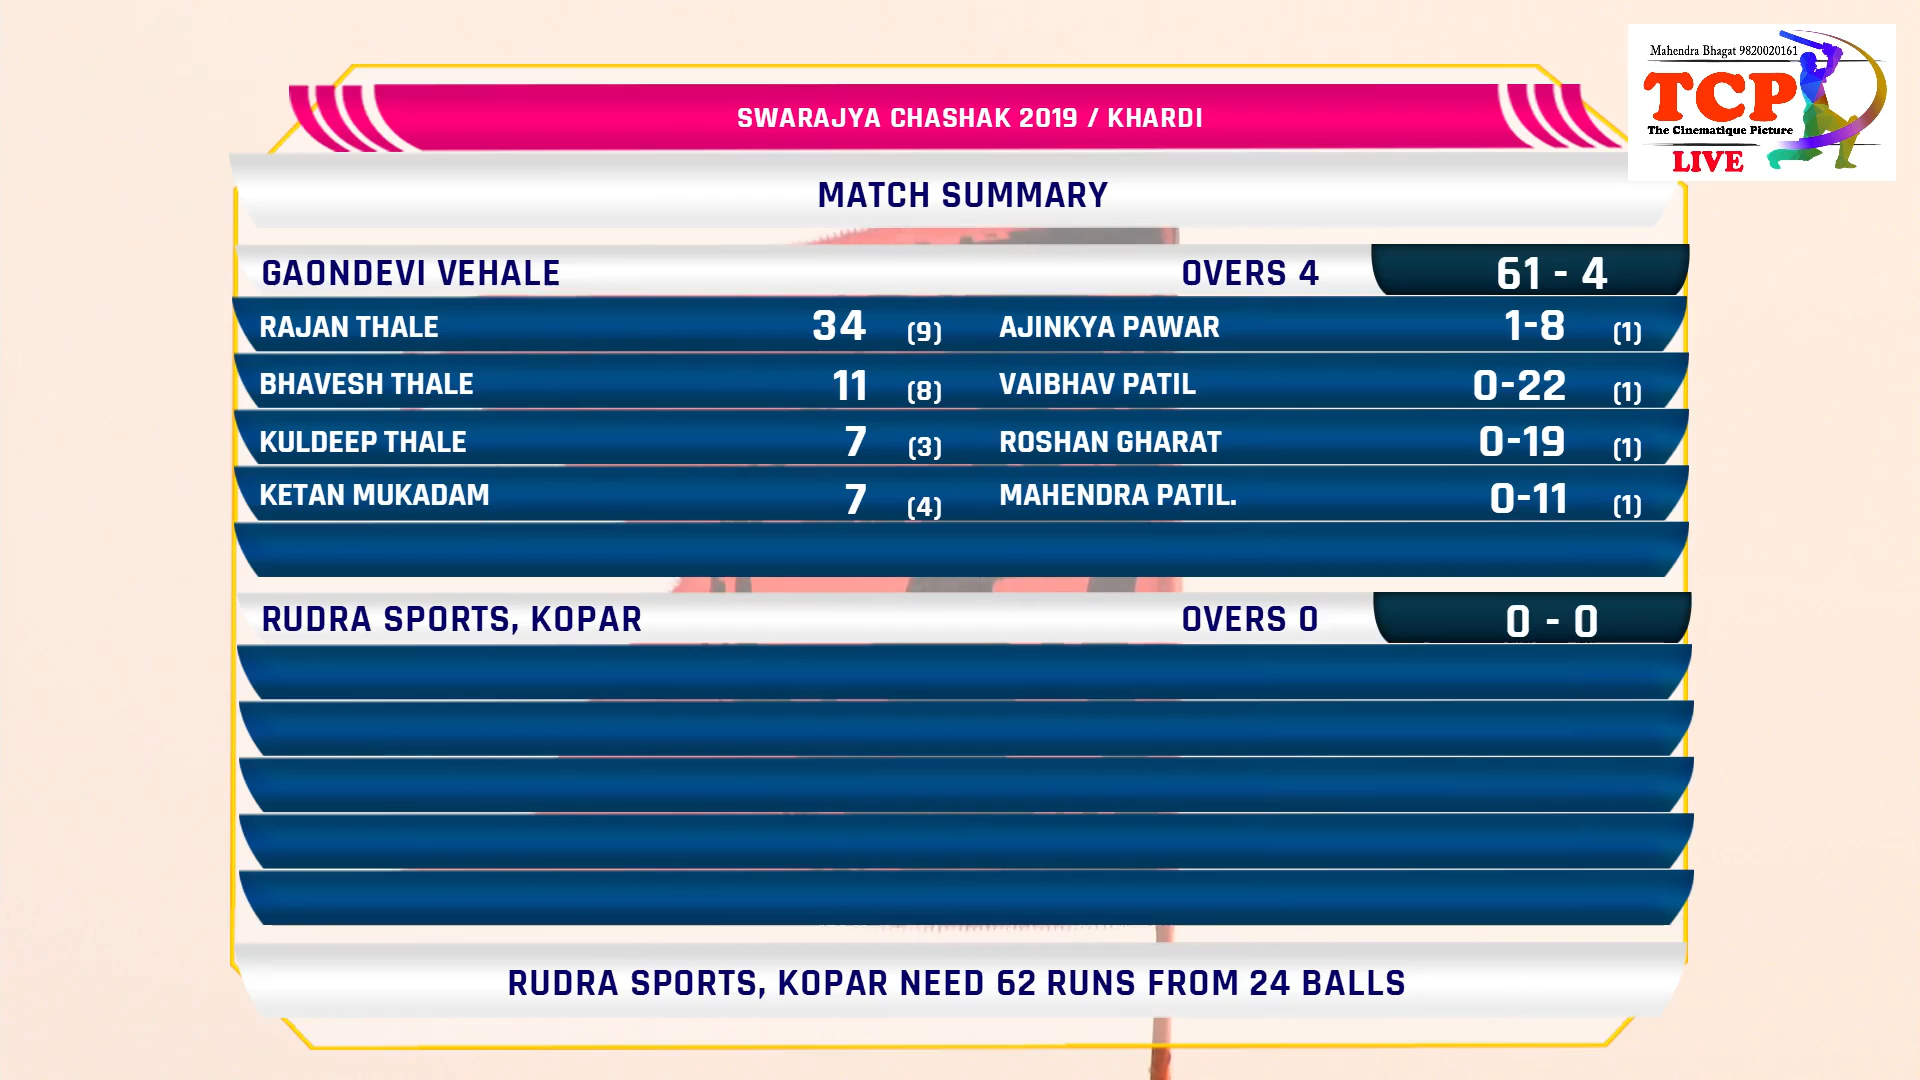 Mahendra Bhagat 9820020161
TCP
The Cinematique Picture
LIVE
SWARAJYA CHASHAK 2019 / KHARDI
MATCH SUMMARY
GAONDEVI VEHALE OVERS 4 61 - 4
RAJAN THALE 34 (9) AJINKYA PAWAR 1-8 (1)
BHAVESH THALE 11 (8) VAIBHAV PATIL 0-22 (1)
KULDEEP THALE 7 (3) ROSHAN GHARAT 0-19 (1)
KETAN MUKADAM 7 (4) MAHENDRA PATIL. 0-11 (1)
RUDRA SPORTS, KOPAR OVERS 0 0 - 0
RUDRA SPORTS, KOPAR NEED 62 RUNS FROM 24 BALLS